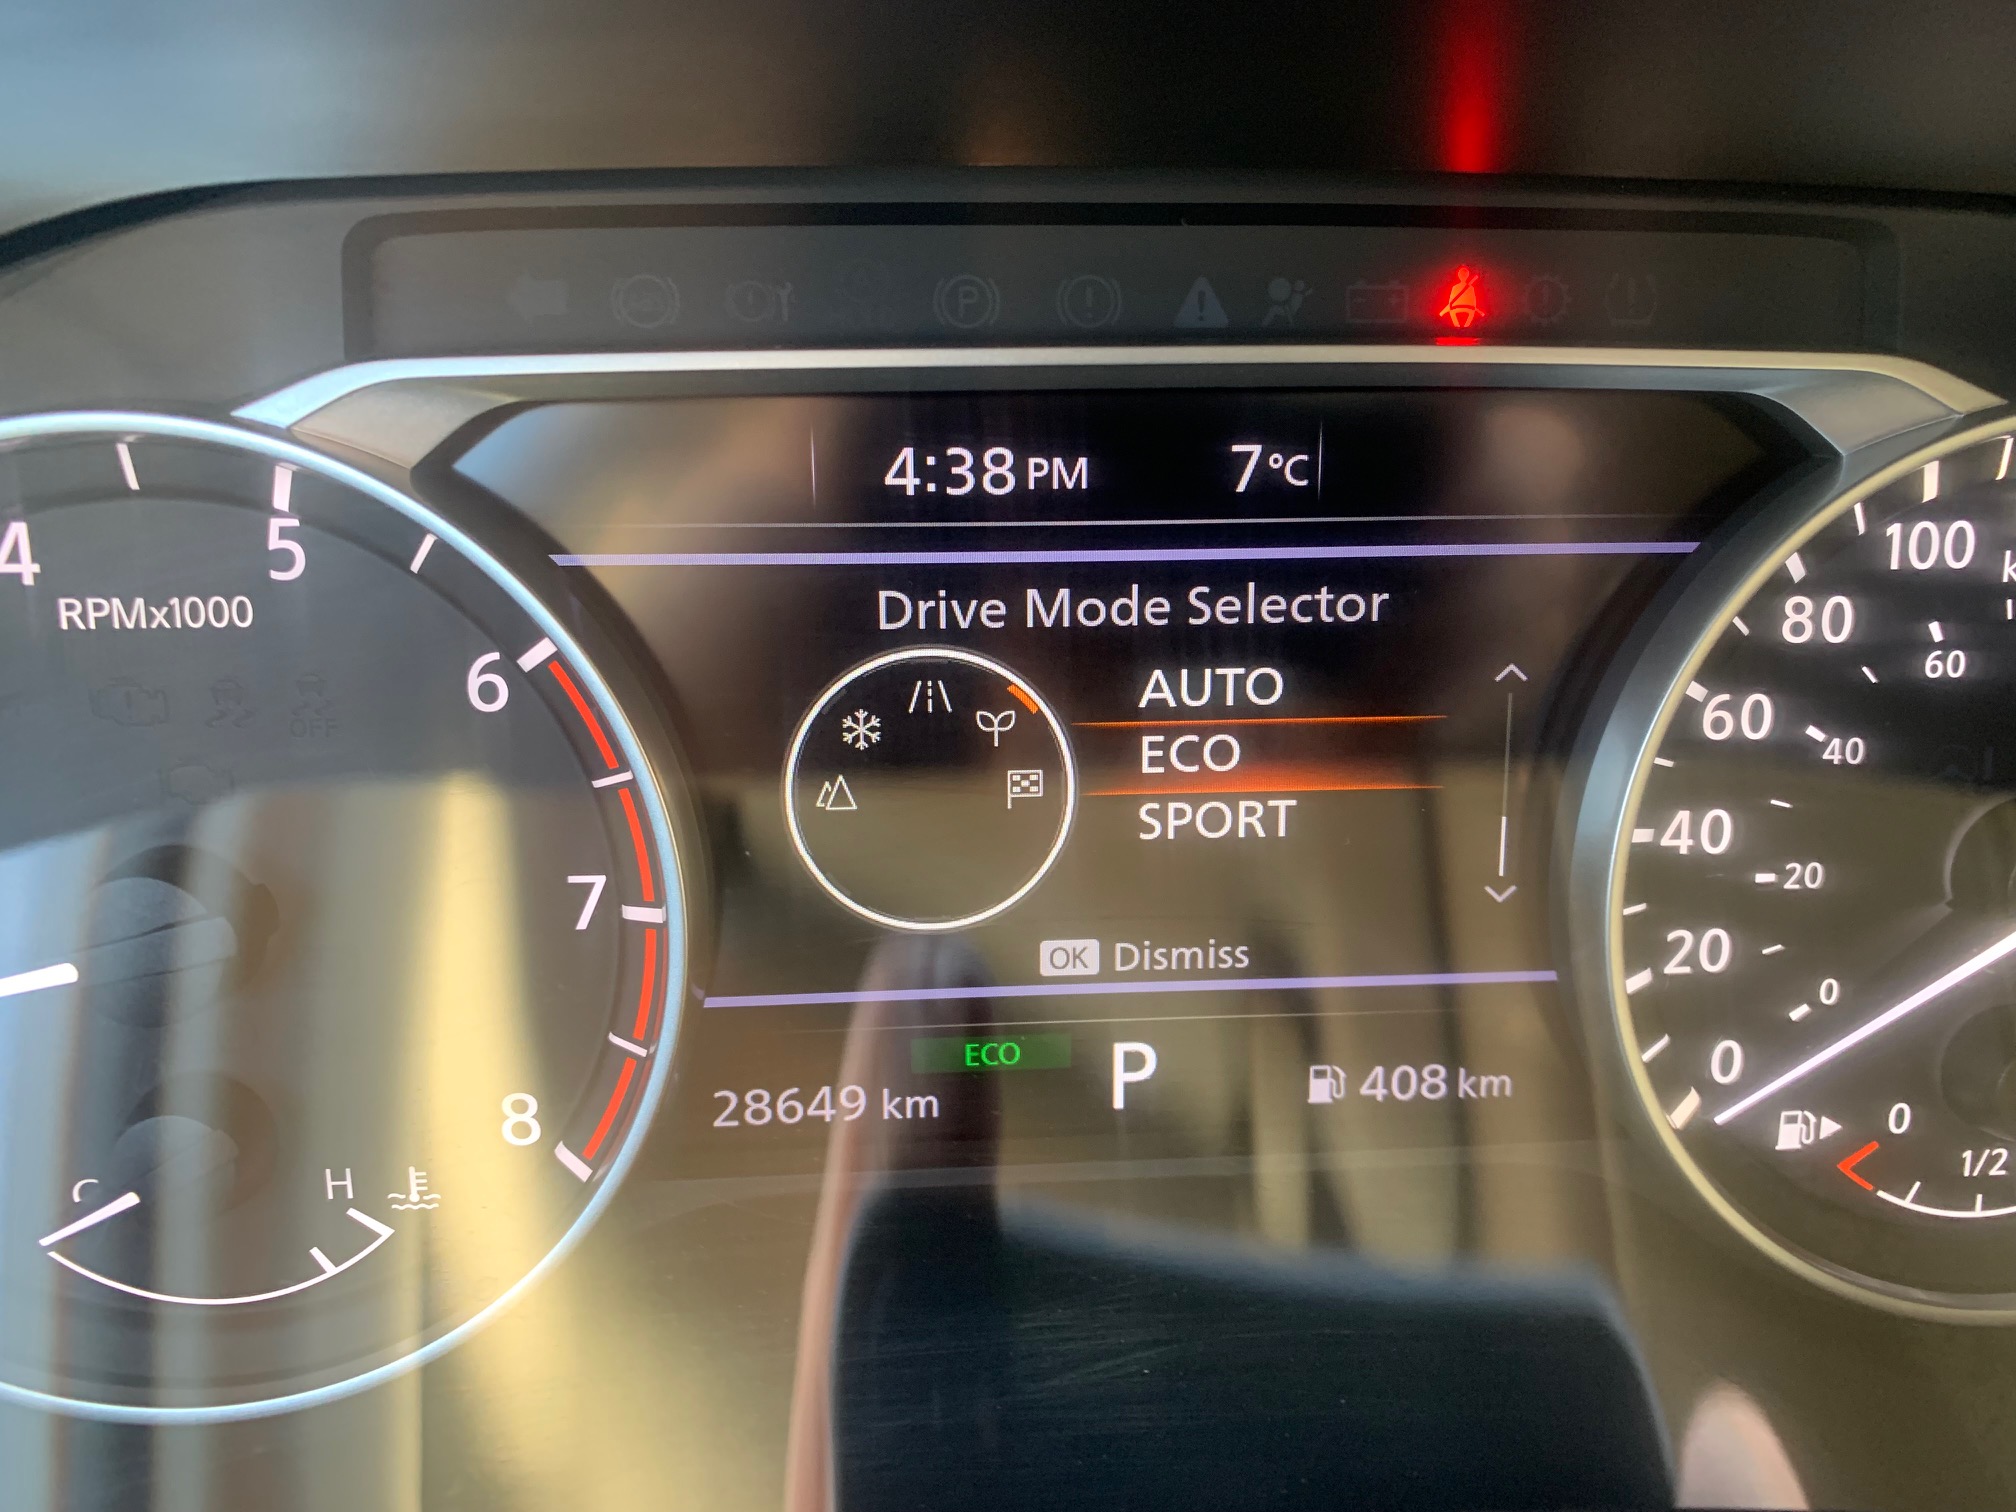 4:38 PM 7°C
Drive Mode Selector
AUTO
ECO
SPORT
OK Dismiss
ECO
P
28649 km
408 km
4
5
RPMx1000
6
7
8
C
H
OFF
100
80
60
40
20
0
60
40
20
0
0
1/2